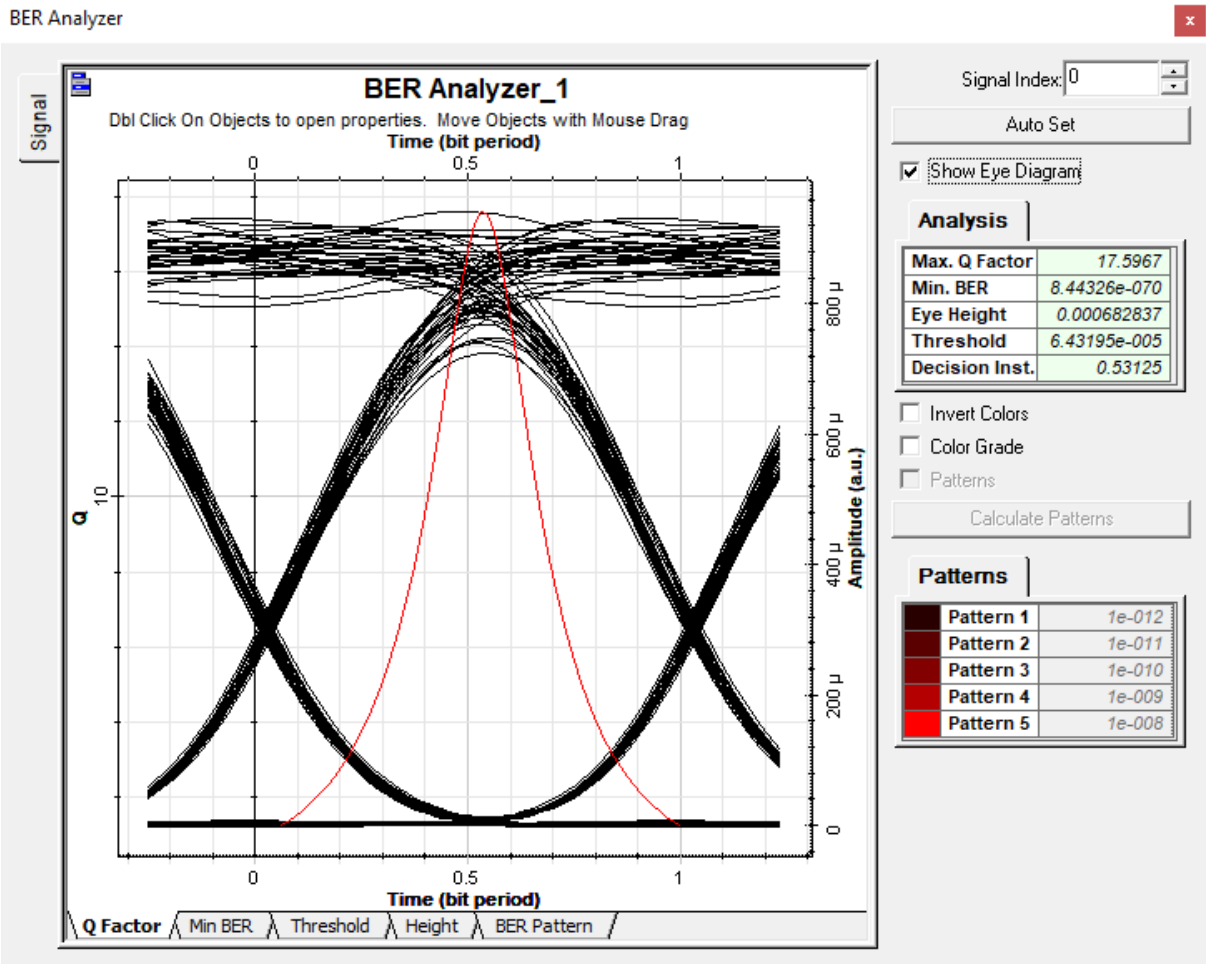 BER Analyzer
x
Signal
BER Analyzer_1
Dbl Click On Objects to open properties. Move Objects with Mouse Drag
Time (bit period)
0 0.5 1
Q
10
800 µ
600 µ
400 µ
200 µ
0
Amplitude (a.u.)
0 0.5 1
Time (bit period)
Q Factor Min BER Threshold Height BER Pattern
Signal Index: 0
Auto Set
Show Eye Diagram
Analysis
Max. Q Factor 17.5967
Min. BER 8.44326e-070
Eye Height 0.000682837
Threshold 6.43195e-005
Decision Inst. 0.53125
Invert Colors
Color Grade
Patterns
Calculate Patterns
Patterns
Pattern 1 1e-012
Pattern 2 1e-011
Pattern 3 1e-010
Pattern 4 1e-009
Pattern 5 1e-008